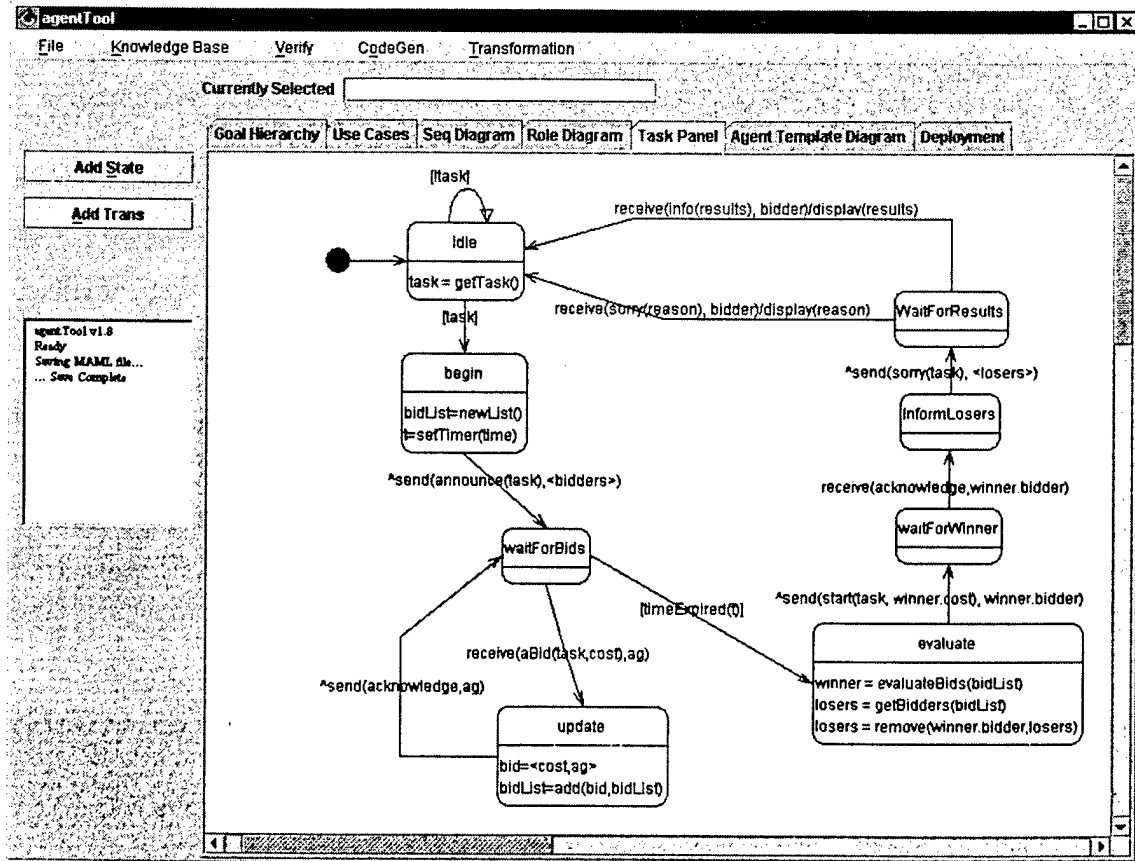 agentTool
File Knowledge Base Verify CodeGen Transformation
Currently Selected
Goal Hierarchy Use Cases Seq Diagram Role Diagram Task Panel Agent Template Diagram Deployment
Add State
Add Trans
agentTool v1.8
Ready
Saving MAML file...
... Save Complete
[!task]
receive(info(results), bidder)/display(results)
Idle
task = getTask()
receive(sorry(reason), bidder)/display(reason)
WaitForResults
[task]
begin
bidList=newList()
t=setTimer(time)
^send(sorry(task), <losers>)
InformLosers
^send(announce(task),<bidders>)
receive(acknowledge,winner.bidder)
waitForBids
waitForWinner
[timeExpired(t)]
^send(start(task, winner.cost), winner.bidder)
receive(aBid(task,cost),ag)
^send(acknowledge,ag)
evaluate
winner = evaluateBids(bidList)
losers = getBidders(bidList)
losers = remove(winner.bidder,losers)
update
bid=<cost,ag>
bidList=add(bid,bidList)